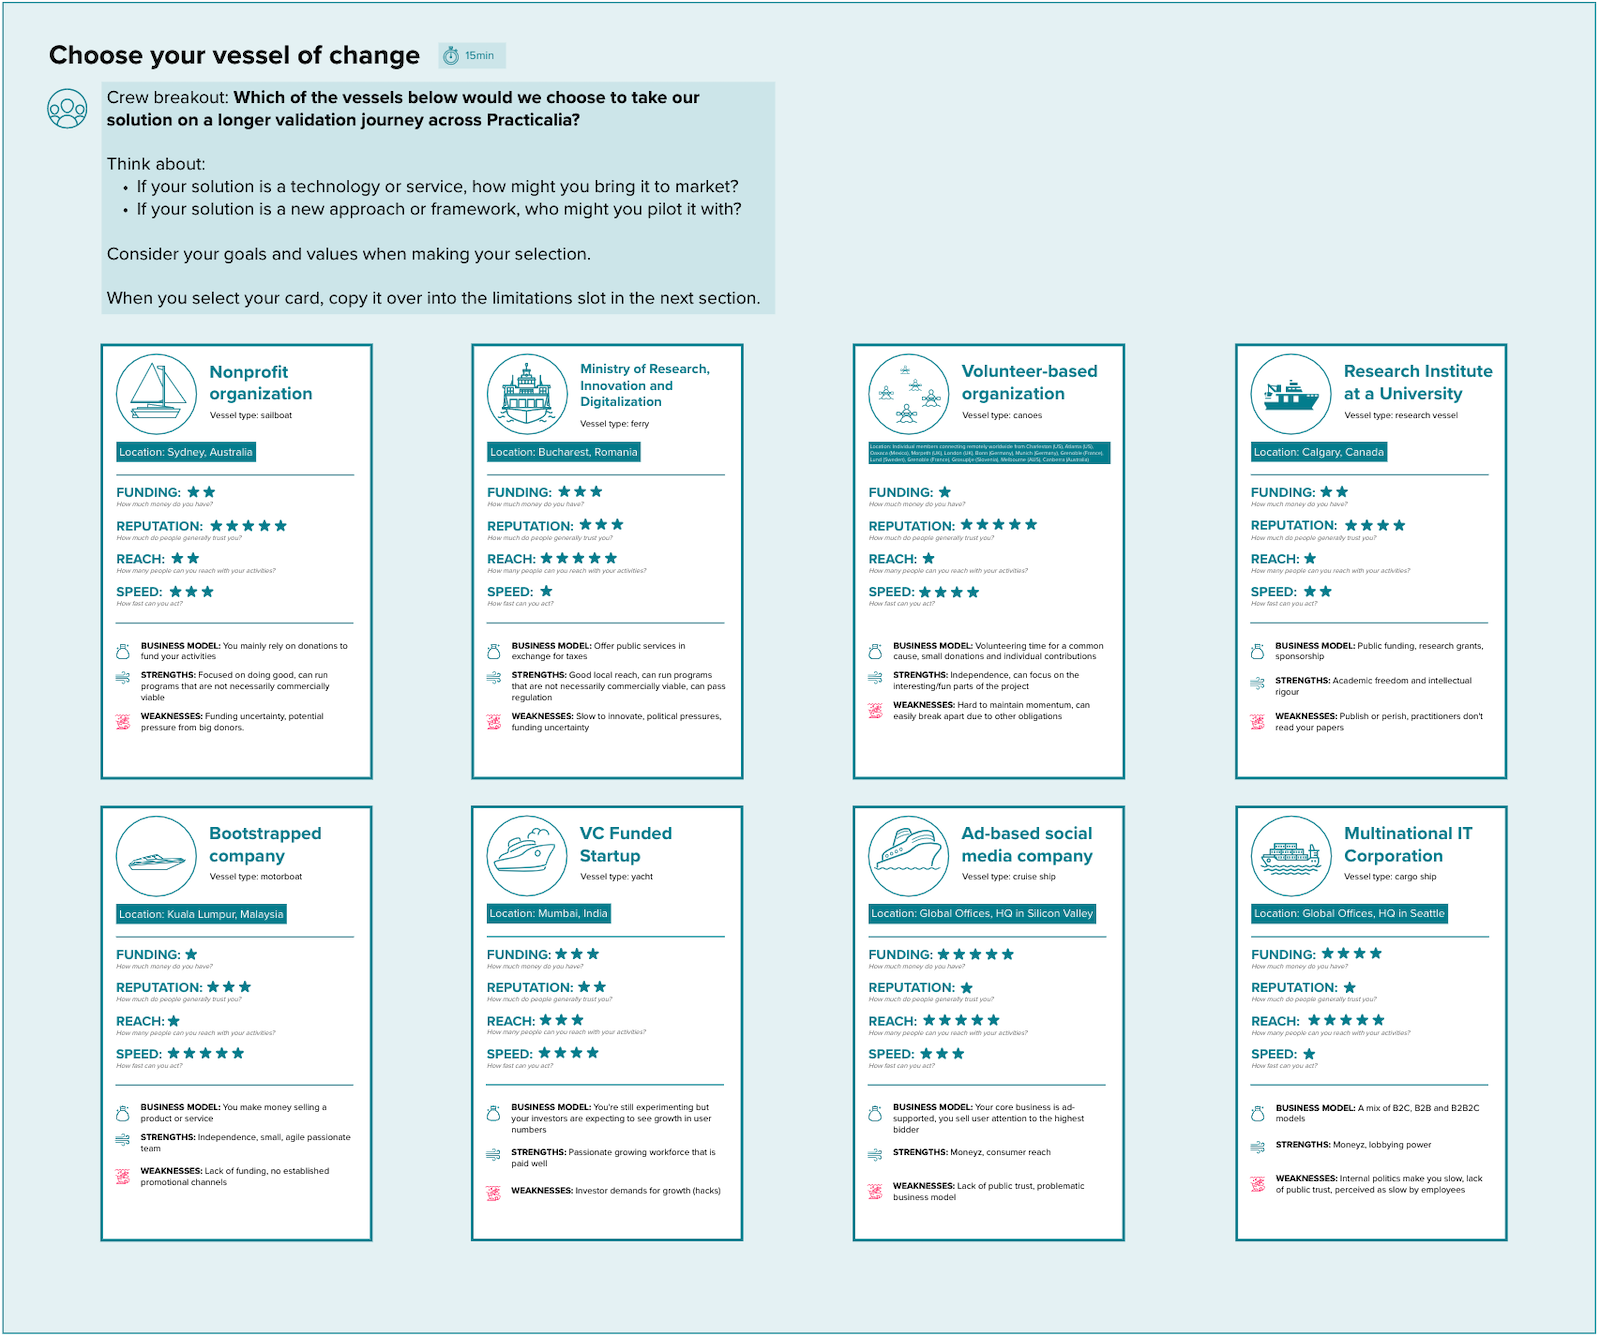 Choose your vessel of change
15min
Crew breakout: Which of the vessels below would we choose to take our
solution on a longer validation journey across Practicalia?
Think about:
• If your solution is a technology or service, how might you bring it to market?
• If your solution is a new approach or framework, who might you pilot it with?
Consider your goals and values when making your selection.
When you select your card, copy it over into the limitations slot in the next section.
Nonprofit
organization
Vessel type: sailboat
Location: Sydney, Australia
FUNDING:
How much money do you have?
REPUTATION:
How much do people generally trust you?
REACH:
How many people can you reach with your activities?
SPEED:
How fast can you act?
BUSINESS MODEL: You mainly rely on donations to
fund your activities
STRENGTHS: Focused on doing good, can run
programs that are not necessarily commercially
viable
WEAKNESSES: Funding uncertainty, potential
pressure from big donors.
Ministry of Research,
Innovation and
Digitalization
Vessel type: ferry
Location: Bucharest, Romania
FUNDING:
How much money do you have?
REPUTATION:
How much do people generally trust you?
REACH:
How many people can you reach with your activities?
SPEED:
How fast can you act?
BUSINESS MODEL: Offer public services in
exchange for taxes
STRENGTHS: Good local reach, can run programs
that are not necessarily commercially viable, can pass
regulation
WEAKNESSES: Slow to innovate, political pressures,
funding uncertainty
Volunteer-based
organization
Vessel type: canoes
Location: Individual members connecting remotely worldwide from Charleston (US), Atlanta (US),
Oaxaca (Mexico), Morpeth (UK), London (UK), Bonn (Germany), Munich (Germany), Grenoble (France),
Lund (Sweden), Grenoble (France), Grosuplje (Slovenia), Melbourne (AUS), Canberra (Australia)
FUNDING:
How much money do you have?
REPUTATION:
How much do people generally trust you?
REACH:
How many people can you reach with your activities?
SPEED:
How fast can you act?
BUSINESS MODEL: Volunteering time for a common
cause, small donations and individual contributions
STRENGTHS: Independence, can focus on the
interesting/fun parts of the project
WEAKNESSES: Hard to maintain momentum, can
easily break apart due to other obligations
Research Institute
at a University
Vessel type: research vessel
Location: Calgary, Canada
FUNDING:
How much money do you have?
REPUTATION:
How much do people generally trust you?
REACH:
How many people can you reach with your activities?
SPEED:
How fast can you act?
BUSINESS MODEL: Public funding, research grants,
sponsorship
STRENGTHS: Academic freedom and intellectual
rigour
WEAKNESSES: Publish or perish, practitioners don't
read your papers
Bootstrapped
company
Vessel type: motorboat
Location: Kuala Lumpur, Malaysia
FUNDING:
How much money do you have?
REPUTATION:
How much do people generally trust you?
REACH:
How many people can you reach with your activities?
SPEED:
How fast can you act?
BUSINESS MODEL: You make money selling a
product or service
STRENGTHS: Independence, small, agile passionate
team
WEAKNESSES: Lack of funding, no established
promotional channels
VC Funded
Startup
Vessel type: yacht
Location: Mumbai, India
FUNDING:
How much money do you have?
REPUTATION:
How much do people generally trust you?
REACH:
How many people can you reach with your activities?
SPEED:
How fast can you act?
BUSINESS MODEL: You're still experimenting but
your investors are expecting to see growth in user
numbers
STRENGTHS: Passionate growing workforce that is
paid well
WEAKNESSES: Investor demands for growth (hacks)
Ad-based social
media company
Vessel type: cruise ship
Location: Global Offices, HQ in Silicon Valley
FUNDING:
How much money do you have?
REPUTATION:
How much do people generally trust you?
REACH:
How many people can you reach with your activities?
SPEED:
How fast can you act?
BUSINESS MODEL: Your core business is ad-
supported, you sell user attention to the highest
bidder
STRENGTHS: Moneyz, consumer reach
WEAKNESSES: Lack of public trust, problematic
business model
Multinational IT
Corporation
Vessel type: cargo ship
Location: Global Offices, HQ in Seattle
FUNDING:
How much money do you have?
REPUTATION:
How much do people generally trust you?
REACH:
How many people can you reach with your activities?
SPEED:
How fast can you act?
BUSINESS MODEL: A mix of B2C, B2B and B2B2C
models
STRENGTHS: Moneyz, lobbying power
WEAKNESSES: Internal politics make you slow, lack
of public trust, perceived as slow by employees